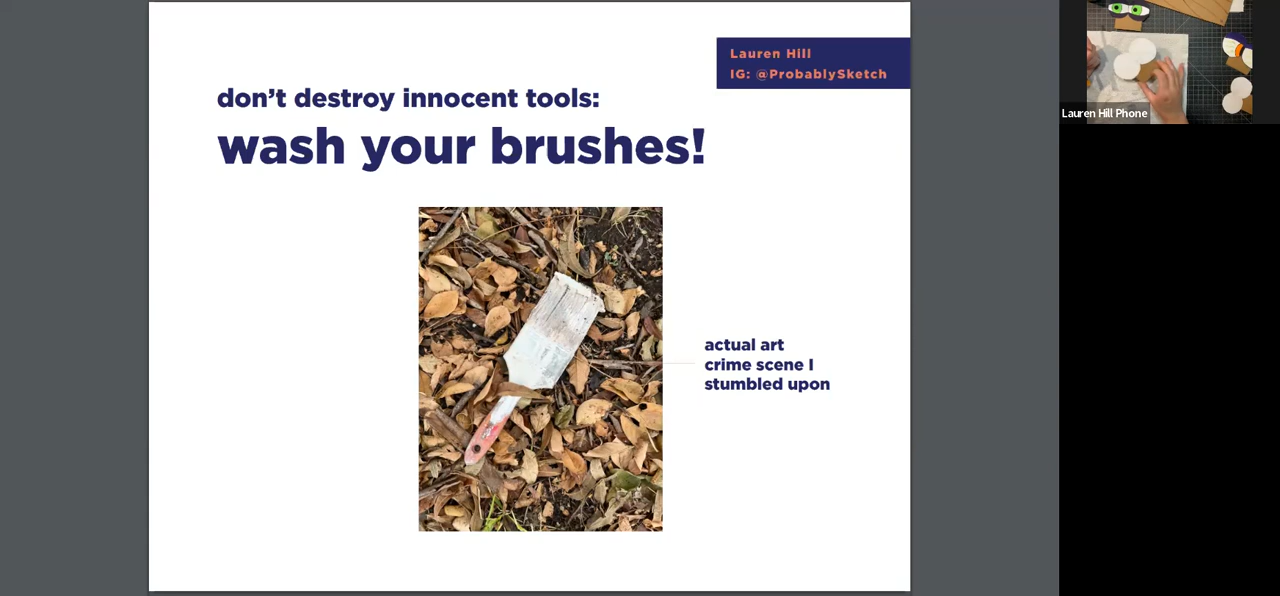 Lauren Hill
IG: @ProbablySketch
don't destroy innocent tools:
wash your brushes!
actual art
crime scene I
stumbled upon
Lauren Hill Phone